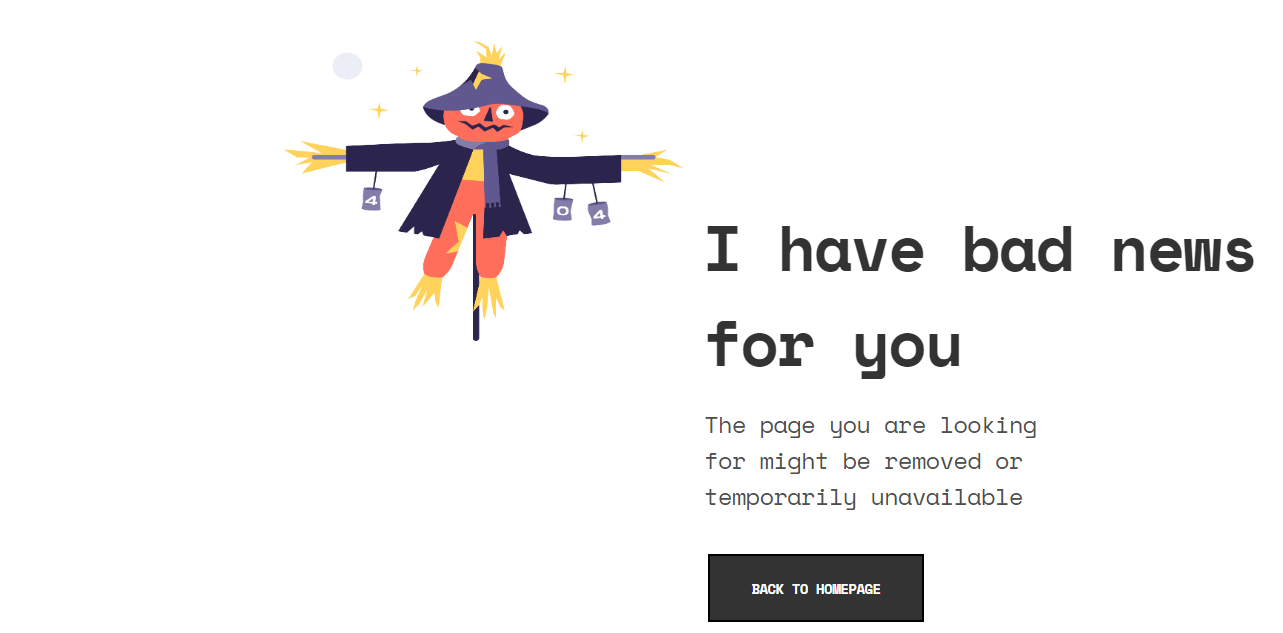 4
0 4
I have bad news
for you
The page you are looking
for might be removed or
temporarily unavailable
BACK TO HOMEPAGE